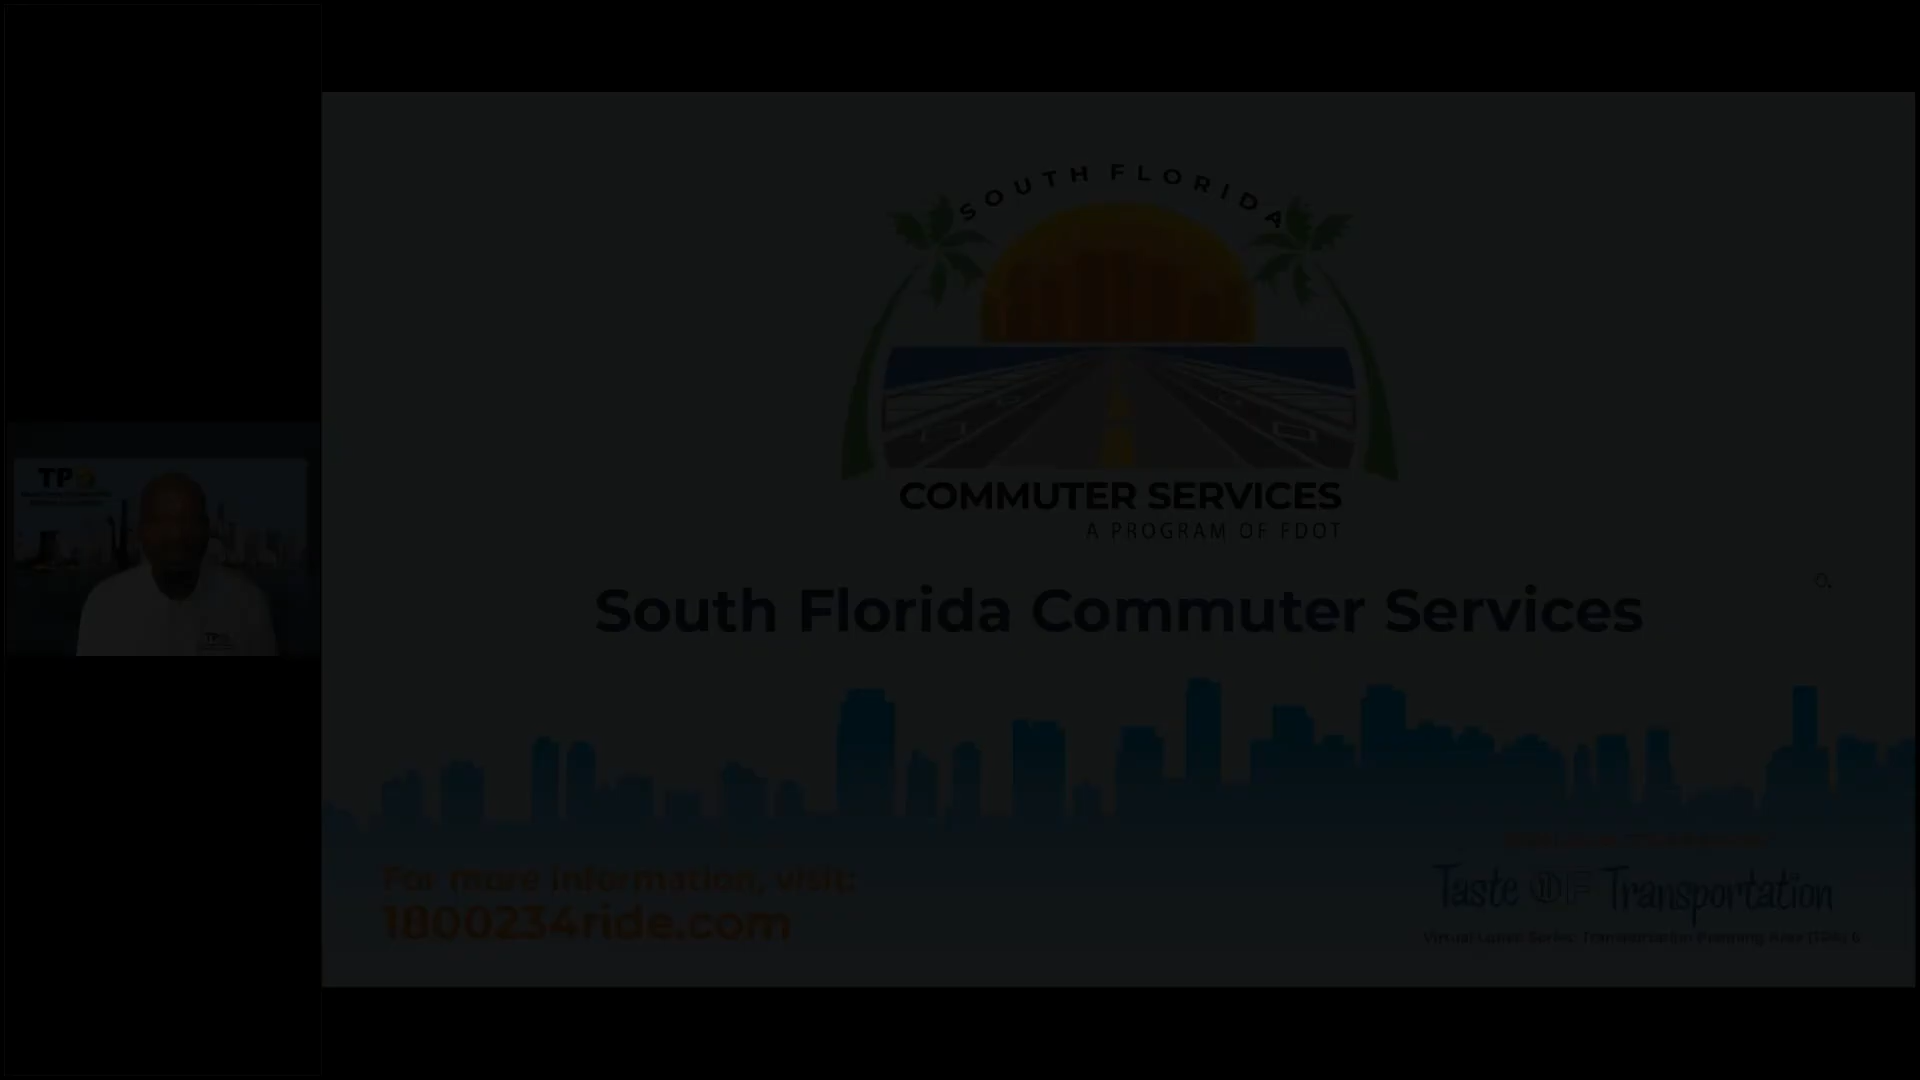 SOUTH FLORIDA
COMMUTER SERVICES
A PROGRAM OF FDOT
TPO
South Florida Commuter Services
For more information, visit:
1800234ride.com
Taste OF Transportation